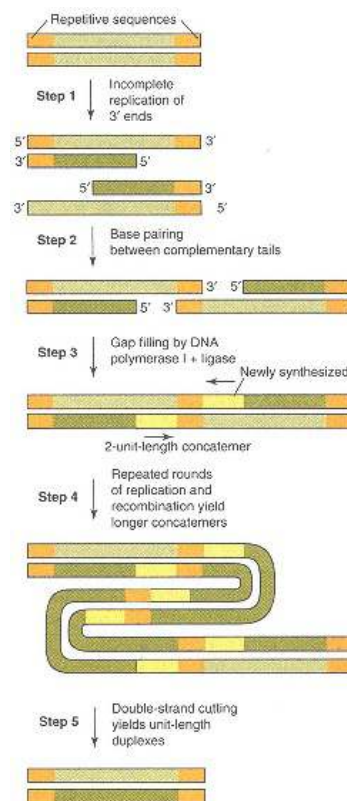 Repetitive sequences
Step 1
Incomplete
replication of
3′ ends
5′
3′
3′
5′
5′
3′
3′
5′
Step 2
Base pairing
between complementary tails
3′ 5′
5′ 3′
Step 3
Gap filling by DNA
polymerase I + ligase
Newly synthesized
2-unit-length concatemer
Step 4
Repeated rounds
of replication and
recombination yield
longer concatemers
Step 5
Double-strand cutting
yields unit-length
duplexes